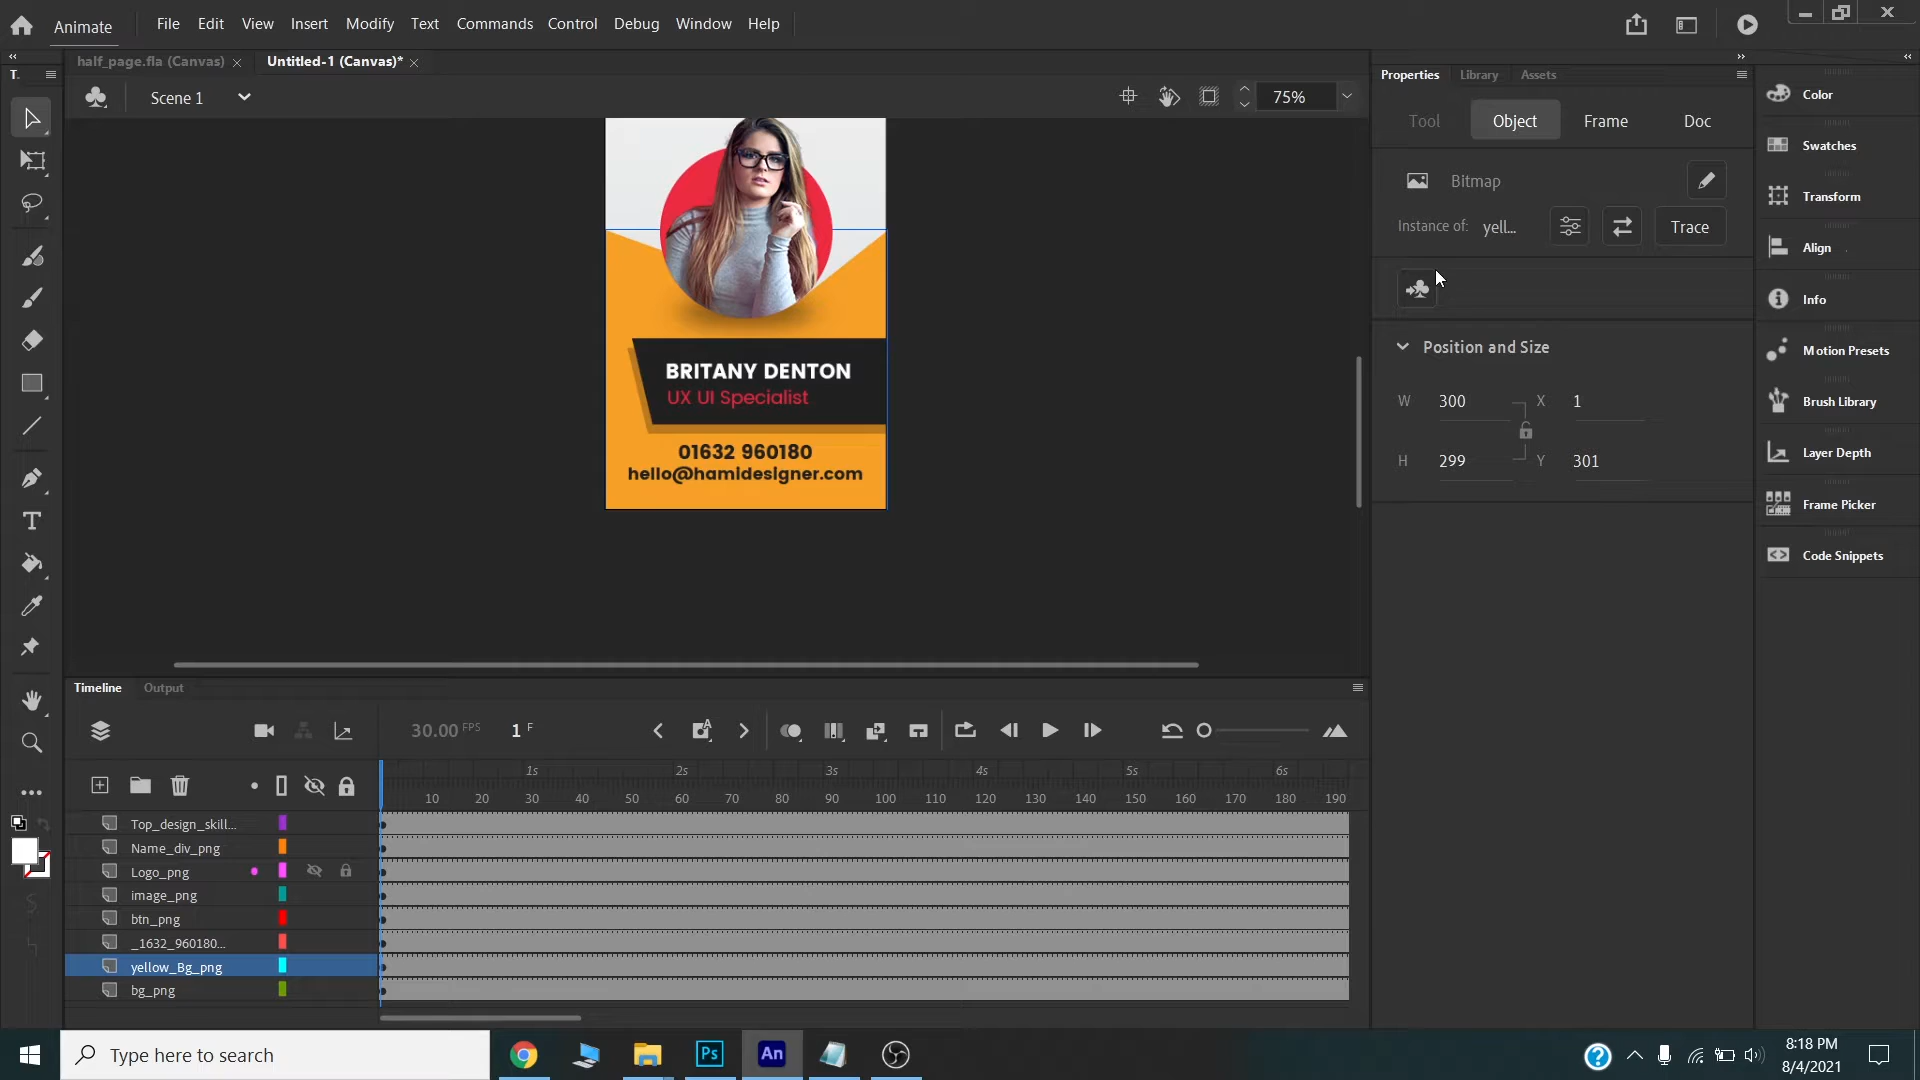 Animate
File Edit View Insert Modify Text Commands Control Debug Window Help
half_page.fla (Canvas) Untitled-1 (Canvas)*
T.
Properties Library Assets
Scene 1
75%
Tool Object Frame Doc
Bitmap
Instance of: yell... Trace
Position and Size
W 300 X 1
H 299 Y 301
Color
Swatches
Transform
Align
Info
Motion Presets
Brush Library
Layer Depth
Frame Picker
Code Snippets
BRITANY DENTON
UX UI Specialist
01632 960180
hello@hamidesigner.com
Timeline Output
30.00 FPS 1 F
1s 2s 3s 4s 5s 6s
10 20 30 40 50 60 70 80 90 100 110 120 130 140 150 160 170 180 190
Top_design_skill...
Name_div_png
Logo_png
image_png
btn_png
_1632_960180...
yellow_Bg_png
bg_png
Type here to search
Ps An
8:18 PM
8/4/2021